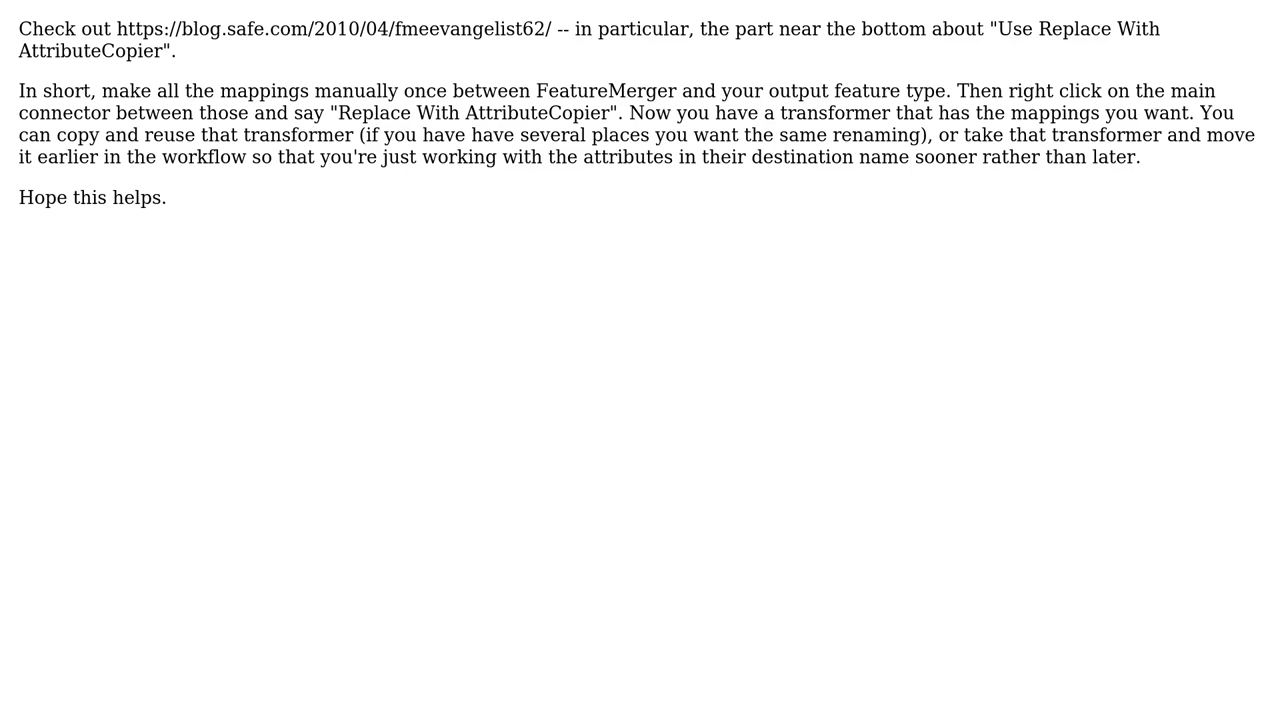 Check out https://blog.safe.com/2010/04/fmeevangelist62/ -- in particular, the part near the bottom about "Use Replace With
AttributeCopier".
In short, make all the mappings manually once between FeatureMerger and your output feature type. Then right click on the main
connector between those and say "Replace With AttributeCopier". Now you have a transformer that has the mappings you want. You
can copy and reuse that transformer (if you have have several places you want the same renaming), or take that transformer and move
it earlier in the workflow so that you're just working with the attributes in their destination name sooner rather than later.
Hope this helps.